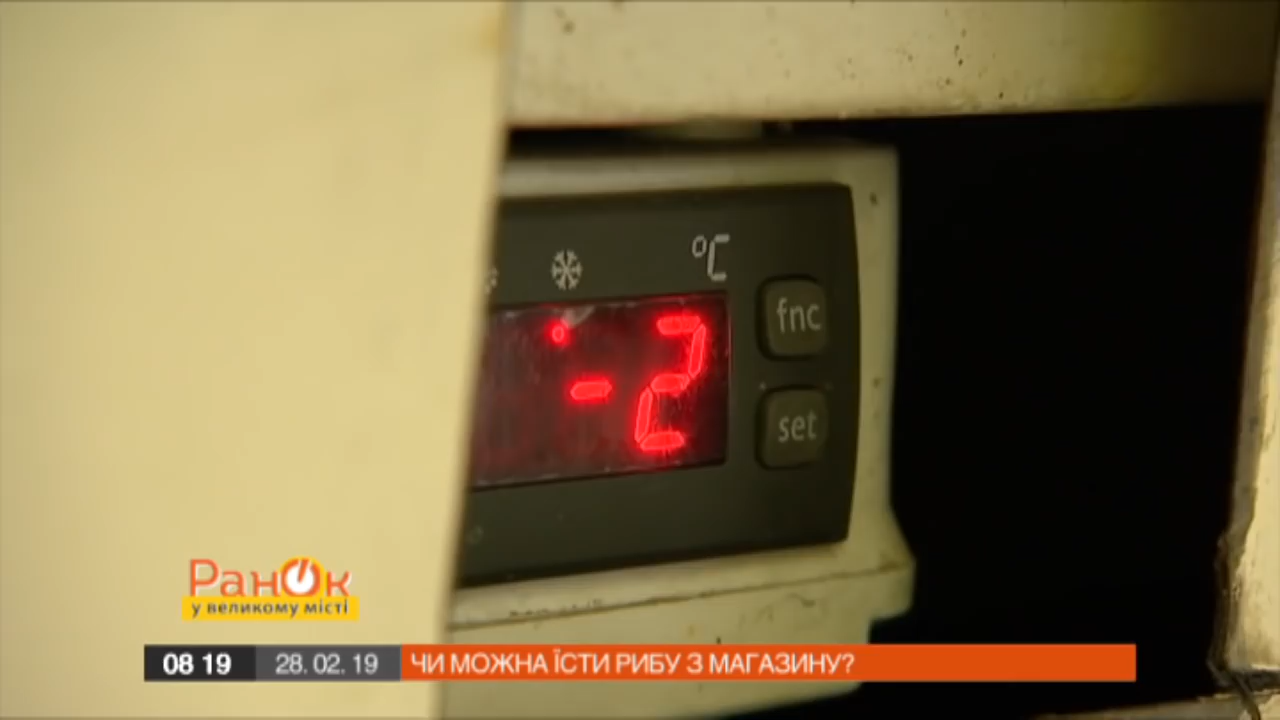 °C
-2
fnc
set
Ранок
у великому місті
08 19
28. 02. 19
ЧИ МОЖНА ЇСТИ РИБУ З МАГАЗИНУ?